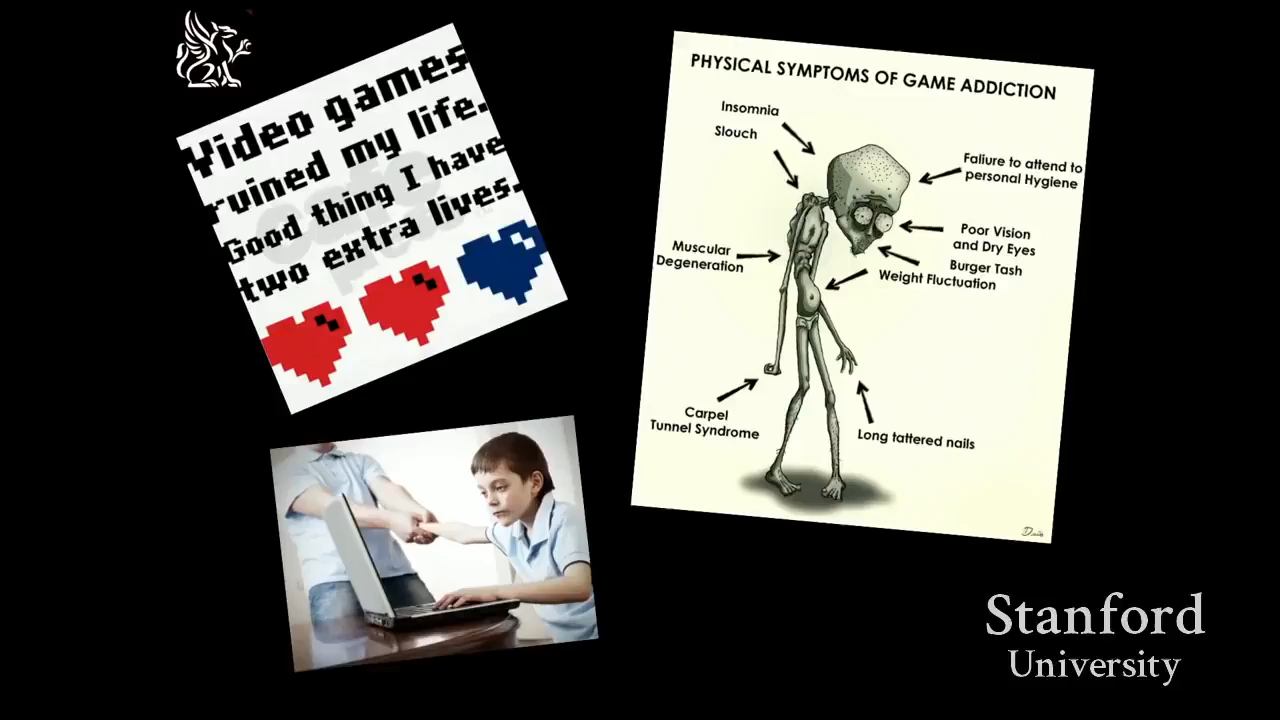 Video games
ruined my life.
Good thing I have
two extra lives.
PHYSICAL SYMPTOMS OF GAME ADDICTION
Insomnia
Slouch
Faliure to attend to
personal Hygiene
Poor Vision
and Dry Eyes
Burger Tash
Weight Fluctuation
Muscular
Degeneration
Carpel
Tunnel Syndrome
Long tattered nails
Stanford
University